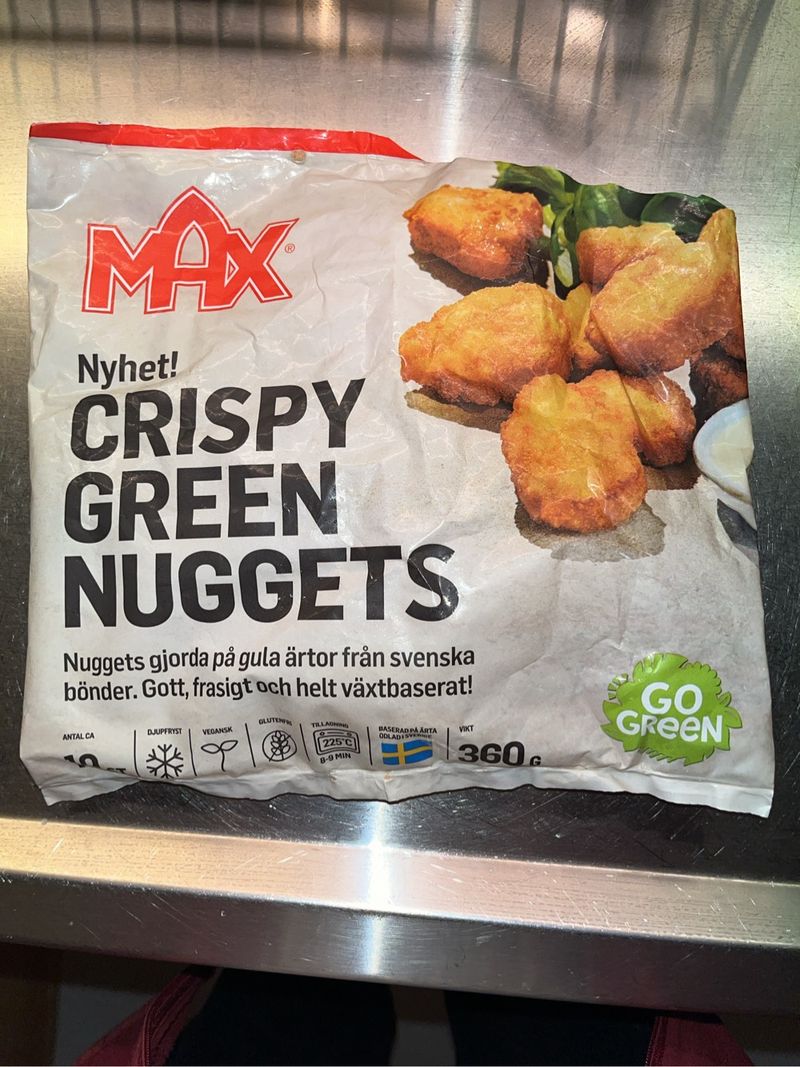 MAX®
Nyhet!
CRISPY
GREEN
NUGGETS
Nuggets gjorda på gula ärtor från svenska
bönder. Gott, frasigt och helt växtbaserat!
GO
GREEN
ANTAL CA
DJUPFRYST
VEGANSK
GLUTENFRI
TILLAGNING
225°C
8-9 MIN
BASERAD PÅ ÄRTA
ODLAD I SVERIGE
VIKT
360 G